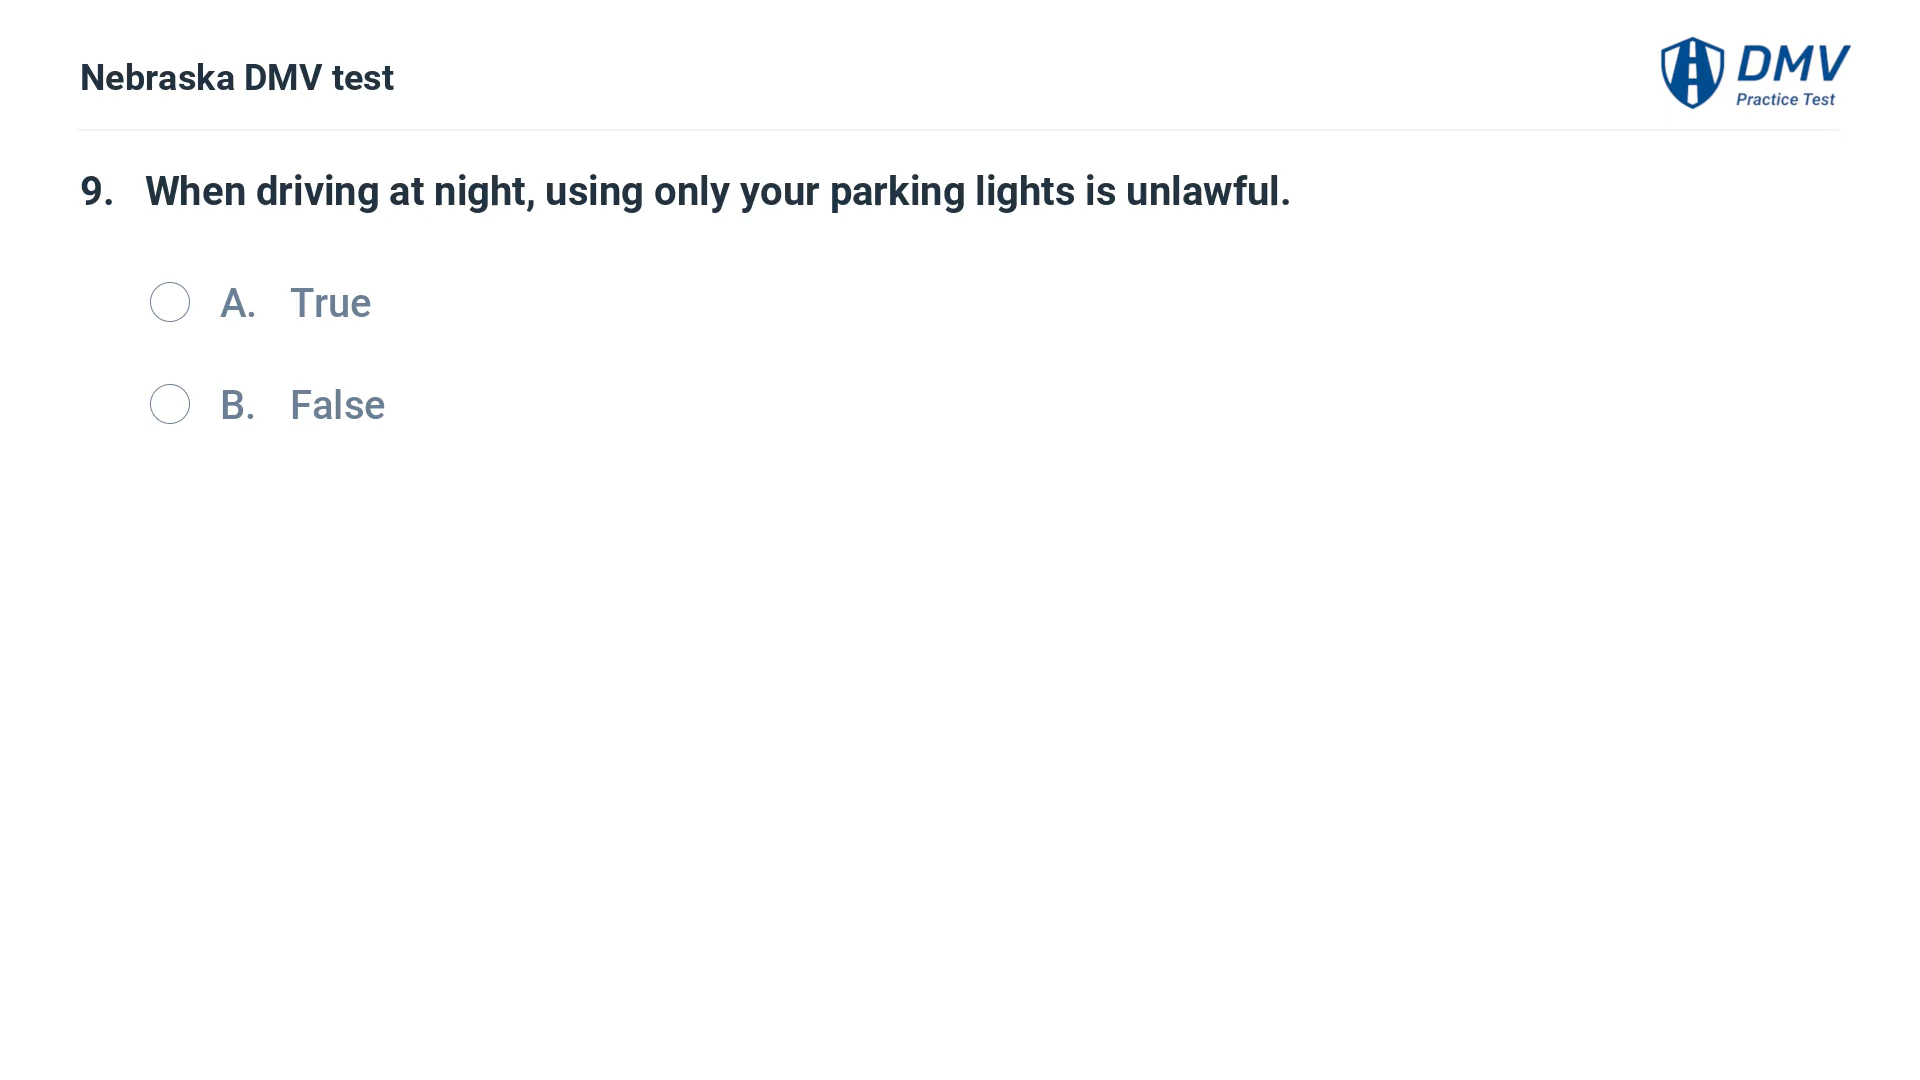 Nebraska DMV test
DMV
Practice Test
9. When driving at night, using only your parking lights is unlawful.
A. True
B. False